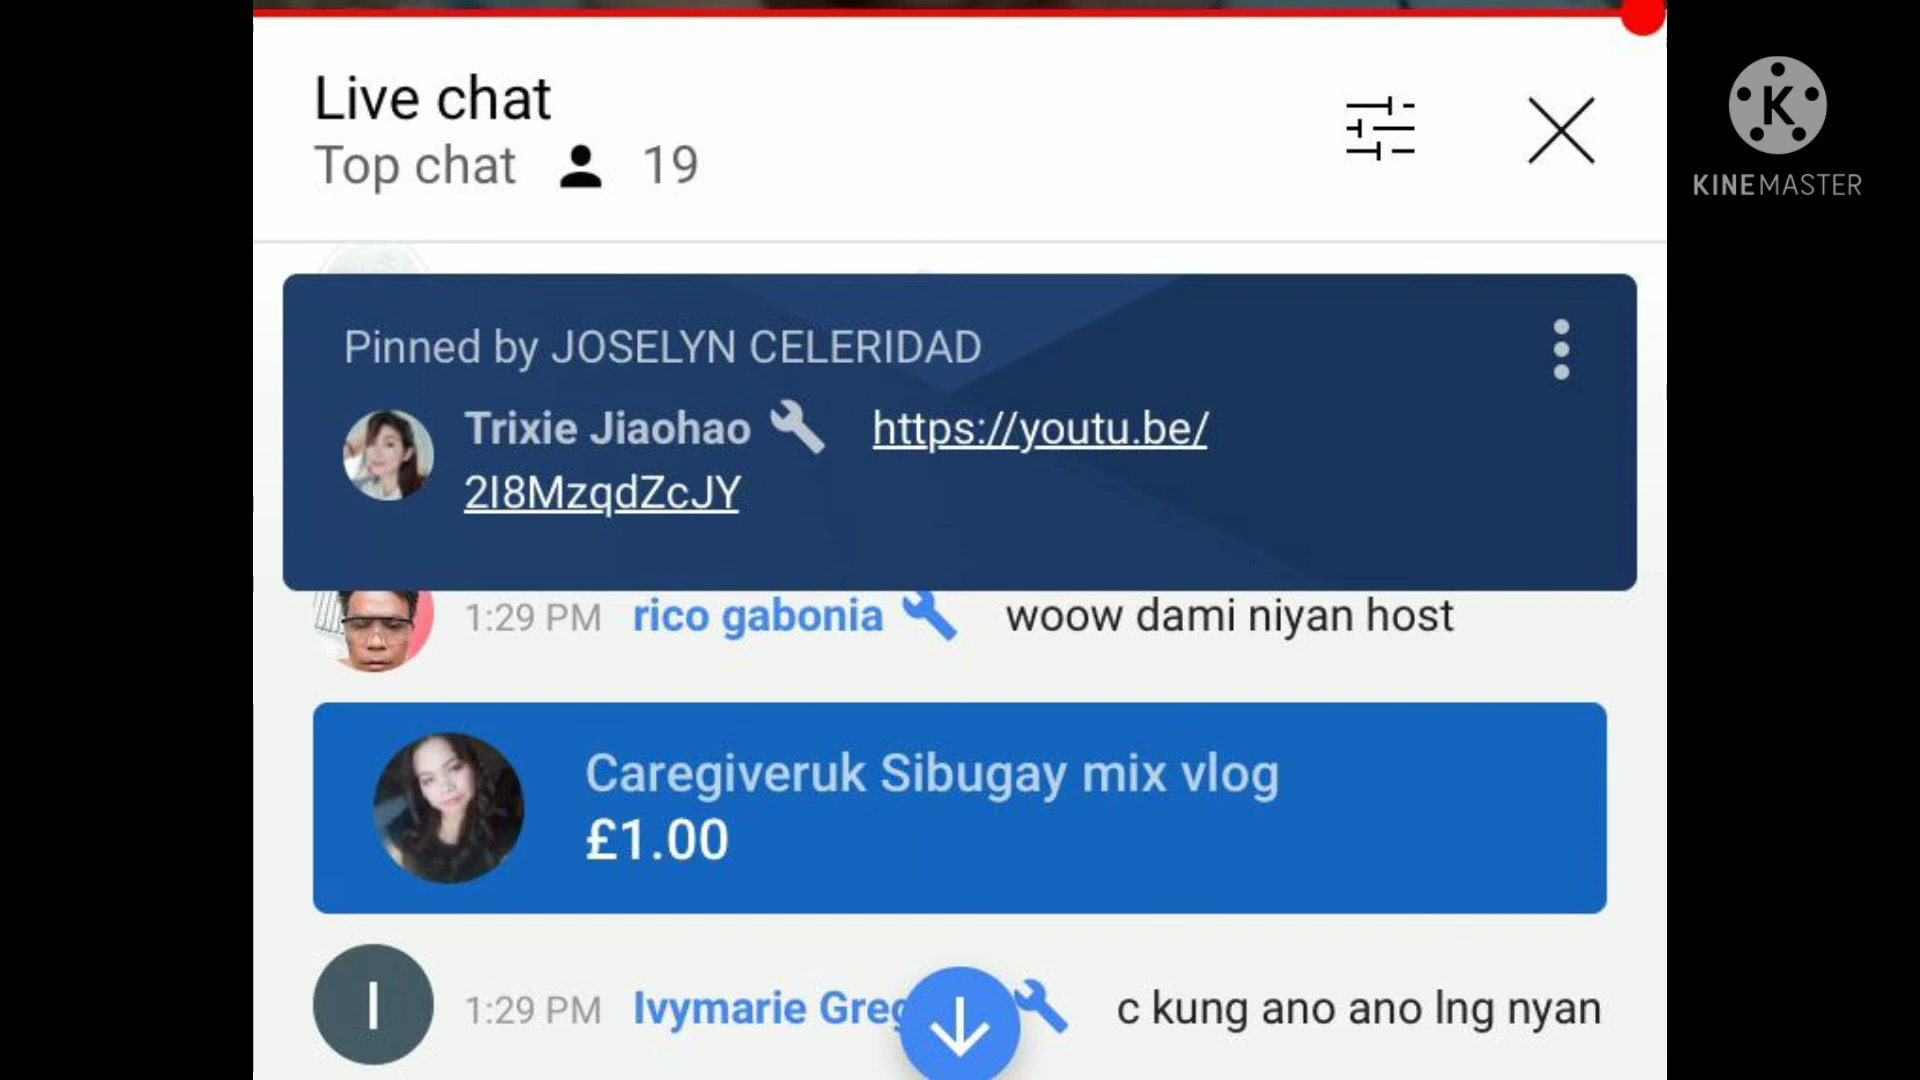 Live chat
Top chat 19
K
KINEMASTER
Pinned by JOSELYN CELERIDAD
Trixie Jiaohao https://youtu.be/
2I8MzqdZcJY
1:29 PM rico gabonia woow dami niyan host
Caregiveruk Sibugay mix vlog
£1.00
I 1:29 PM Ivymarie c kung ano ano lng nyan